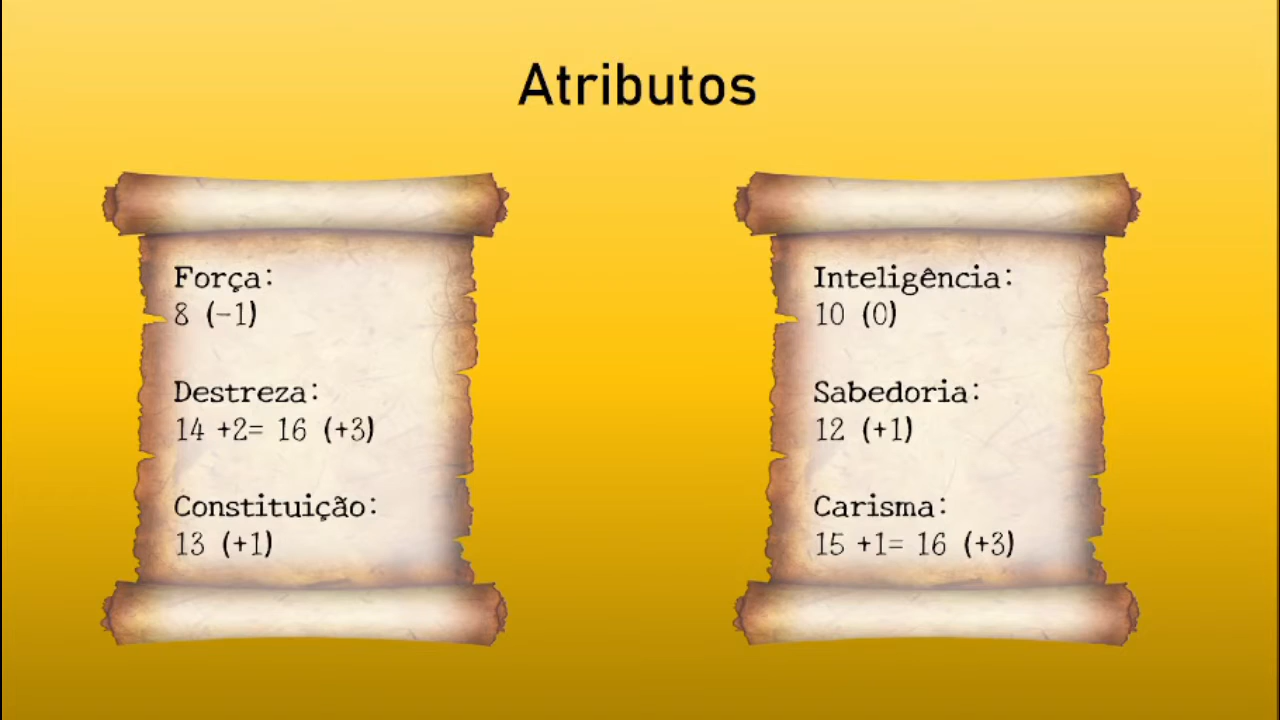 Atributos
Força:
8 (-1)
Destreza:
14 +2= 16 (+3)
Constituição:
13 (+1)
Inteligência:
10 (0)
Sabedoria:
12 (+1)
Carisma:
15 +1= 16 (+3)